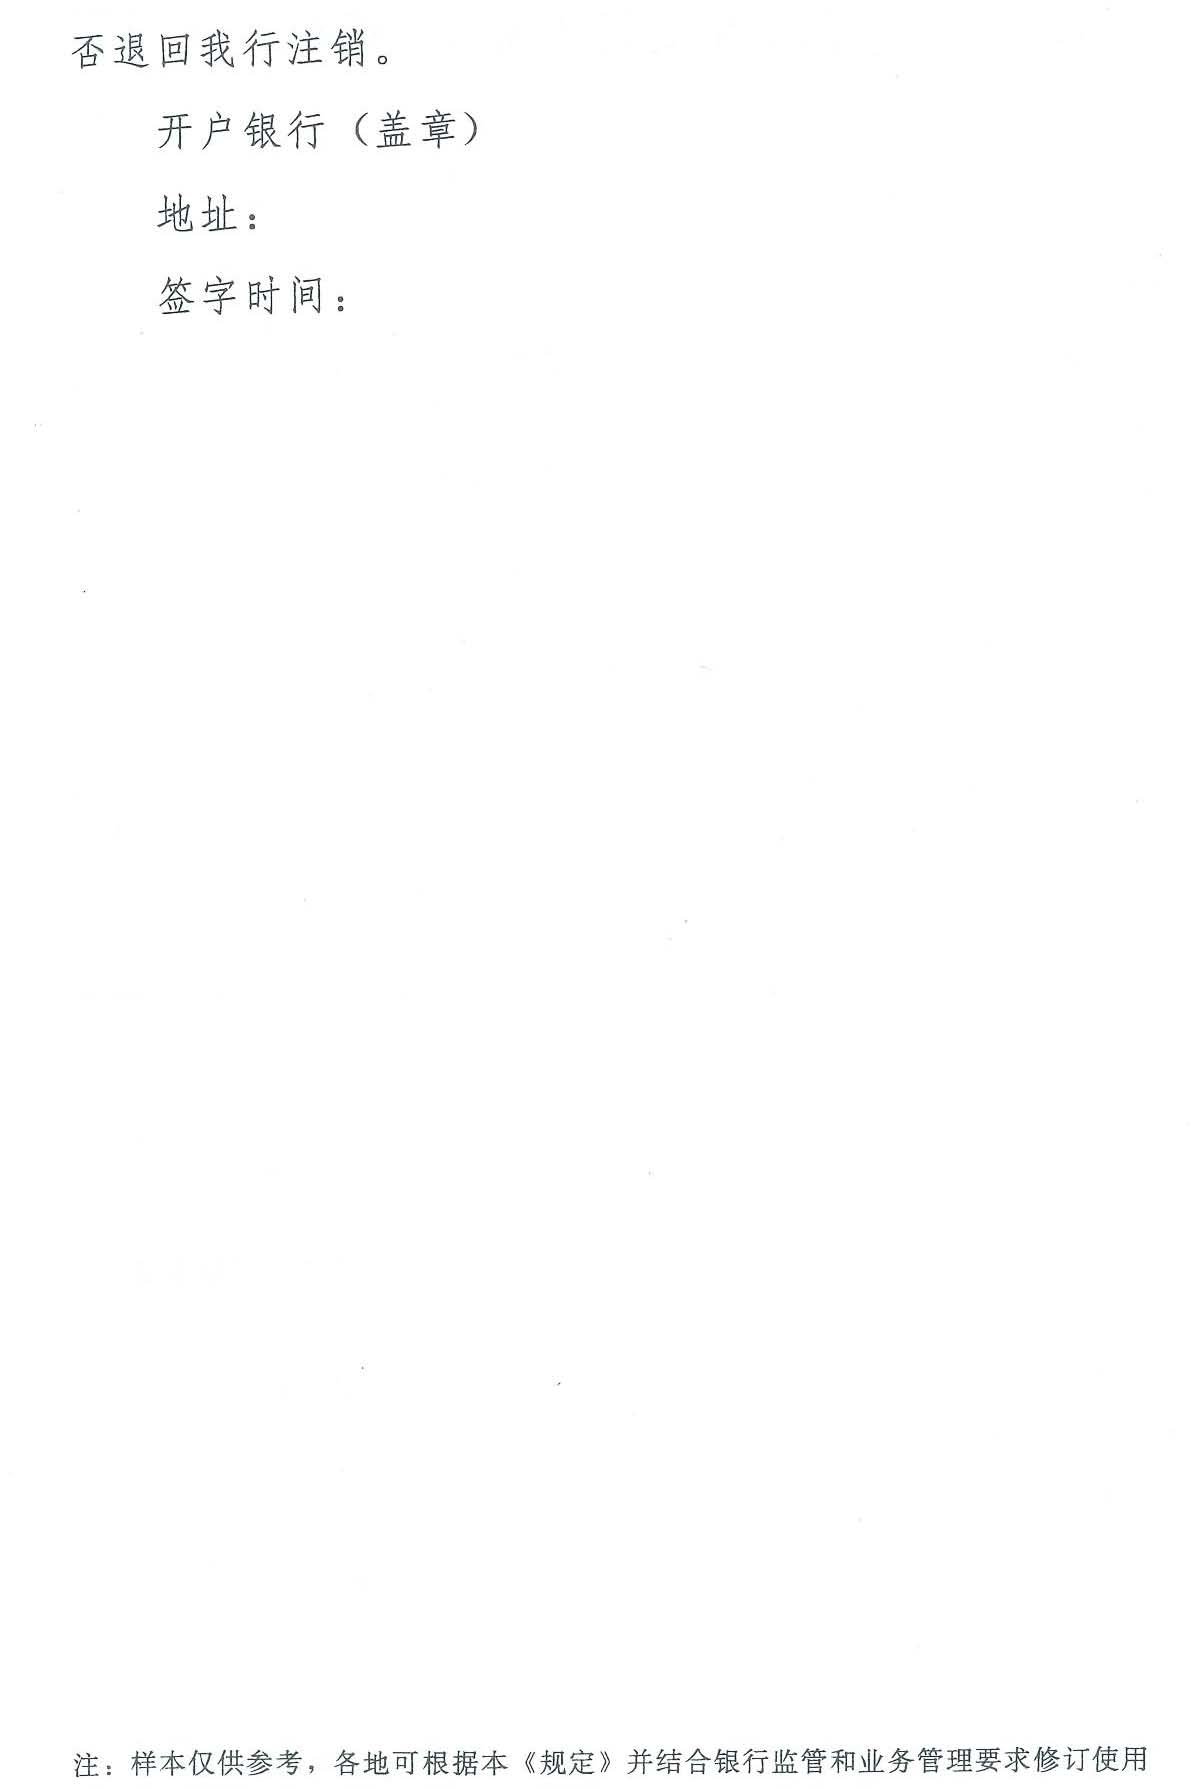 否退回我行注销。
开户银行（盖章）
地址：
签字时间：
注：样本仅供参考，各地可根据本《规定》并结合银行监管和业务管理要求修订使用